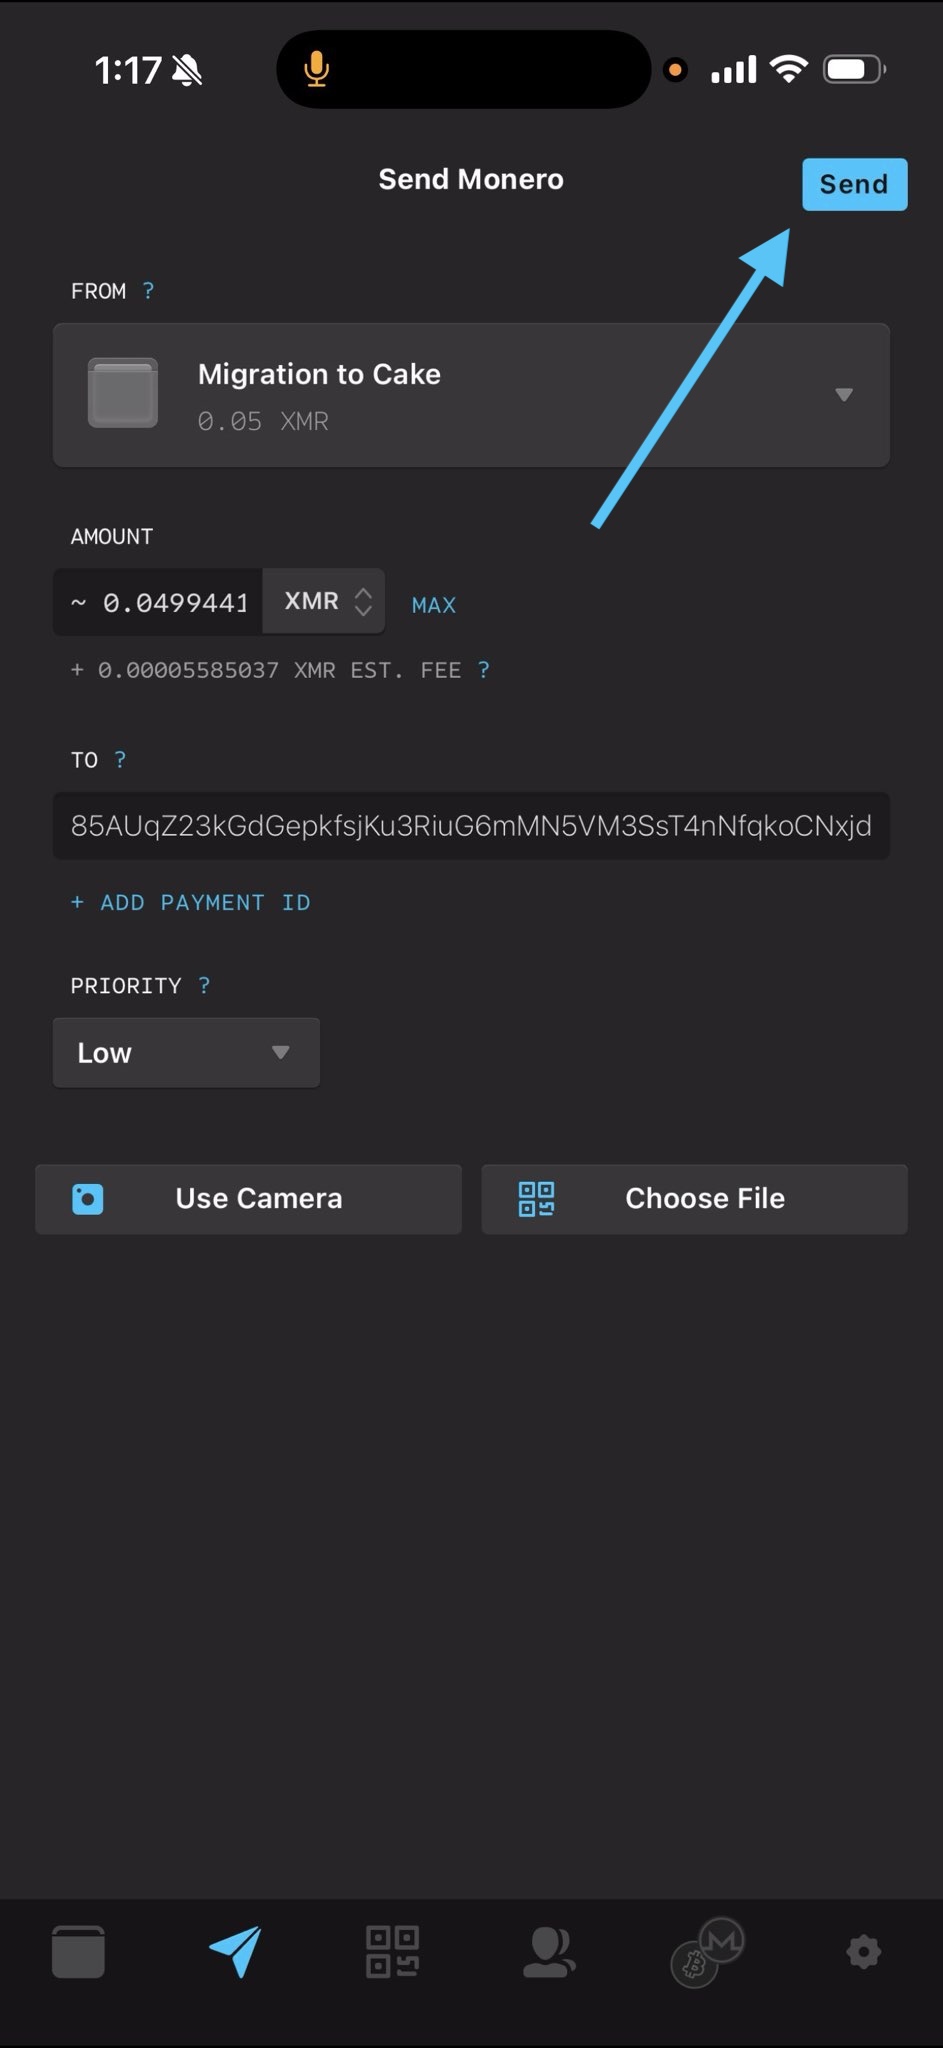 1:17
Send Monero
Send
FROM ?
Migration to Cake
0.05 XMR
AMOUNT
~ 0.0499441 XMR MAX
+ 0.00005585037 XMR EST. FEE ?
TO ?
85AUqZ23kGdGepkfsjKu3RiuG6mMN5VM3SsT4nNfqkoCNxjd
+ ADD PAYMENT ID
PRIORITY ?
Low
Use Camera
Choose File